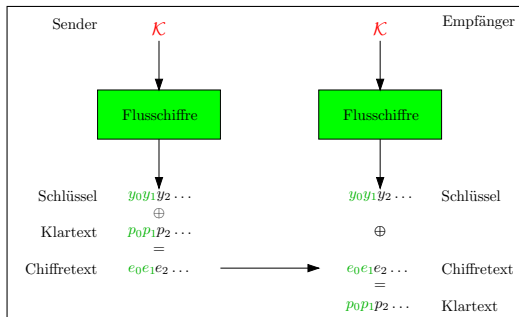 Sender 𝒦 𝒦 Empfänger
Flusschiffre Flusschiffre
Schlüssel y₀y₁y₂ … y₀y₁y₂ … Schlüssel
⊕
Klartext p₀p₁p₂ … ⊕
=
Chiffretext e₀e₁e₂ … e₀e₁e₂ … Chiffretext
=
p₀p₁p₂ … Klartext